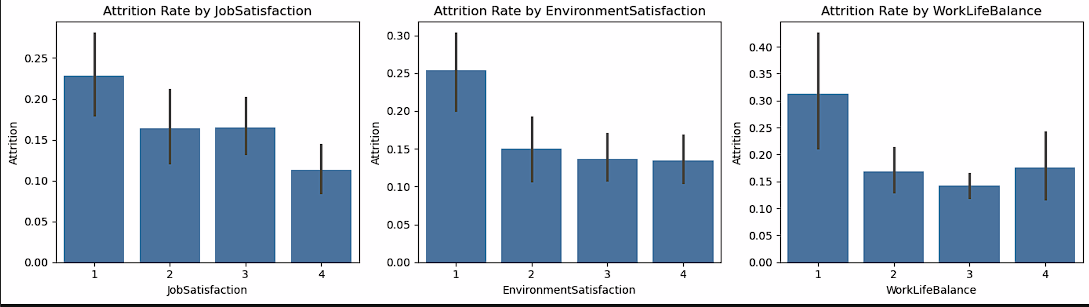 Attrition Rate by JobSatisfaction
Attrition
0.25
0.20
0.15
0.10
0.05
0.00
1 2 3 4
JobSatisfaction
Attrition Rate by EnvironmentSatisfaction
Attrition
0.30
0.25
0.20
0.15
0.10
0.05
0.00
1 2 3 4
EnvironmentSatisfaction
Attrition Rate by WorkLifeBalance
Attrition
0.40
0.35
0.30
0.25
0.20
0.15
0.10
0.05
0.00
1 2 3 4
WorkLifeBalance